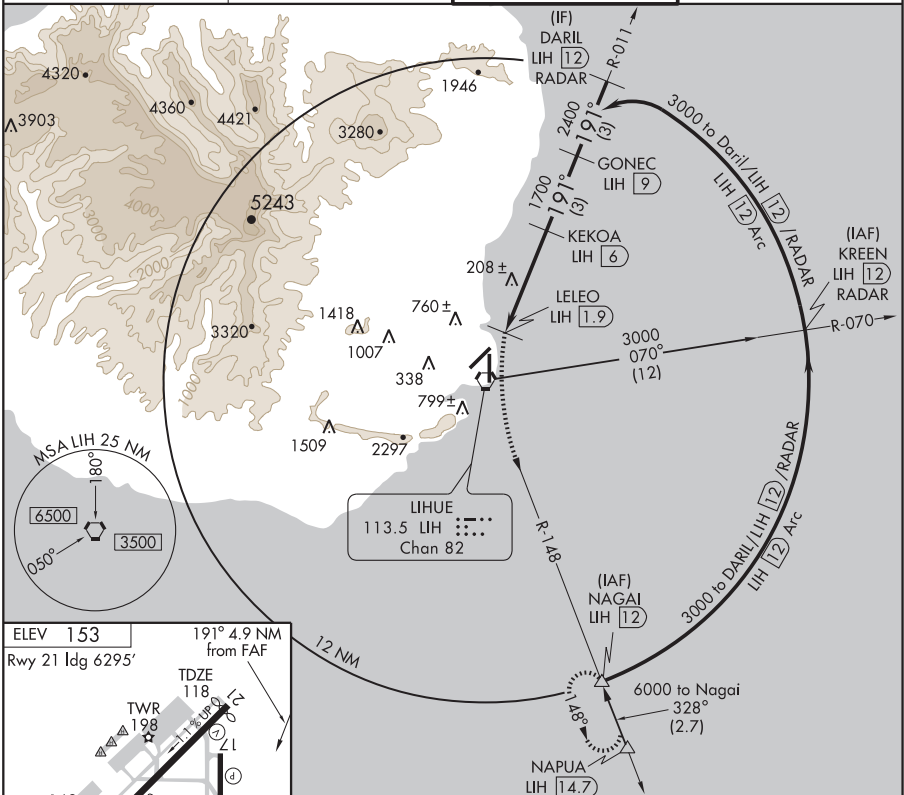 (IF)
DARIL
LIH 12
RADAR
R-011
4320
1946
3903
4360
4421
3280
2400
191°
(3)
3000 to Daril/LIH 12 /RADAR
LIH 12 Arc
GONEC
LIH 9
1700
191°
(3)
5243
4000
3000
2000
KEKOA
LIH 6
(IAF)
KREEN
LIH 12
RADAR
R-070
208 ±
LELEO
LIH 1.9
760 ±
1418
1007
3320
338
3000
070°
(12)
799 ±
1509
2297
MSA LIH 25 NM
180°
6500
3500
050°
LIHUE
113.5 LIH
Chan 82
R-148
3000 to DARIL/LIH 12 /RADAR
LIH 12 Arc
(IAF)
NAGAI
LIH 12
12 NM
6000 to Nagai
328°
(2.7)
148°
NAPUA
LIH 14.7
ELEV 153
Rwy 21 ldg 6295'
191° 4.9 NM
from FAF
TDZE
118
21
TWR
198
1.1% UP
V
17
P